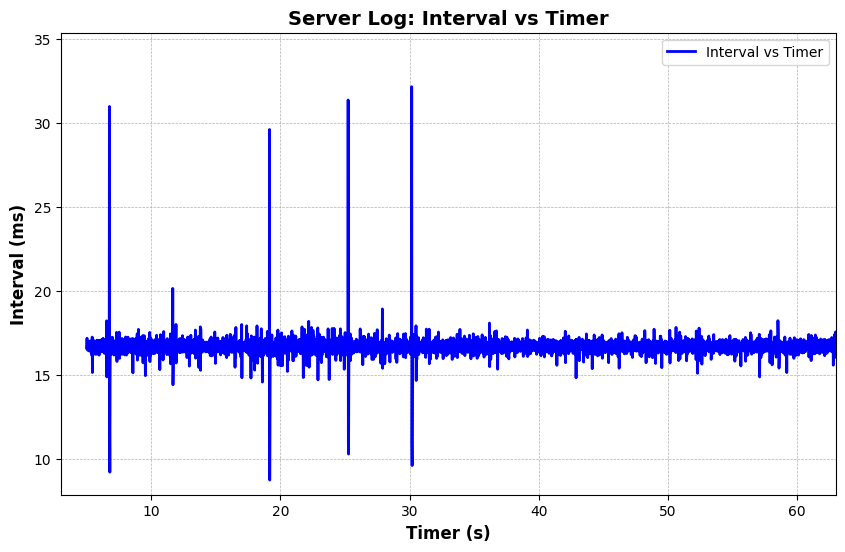 Server Log: Interval vs Timer
Interval vs Timer
35
30
25
20
15
10
Interval (ms)
10 20 30 40 50 60
Timer (s)